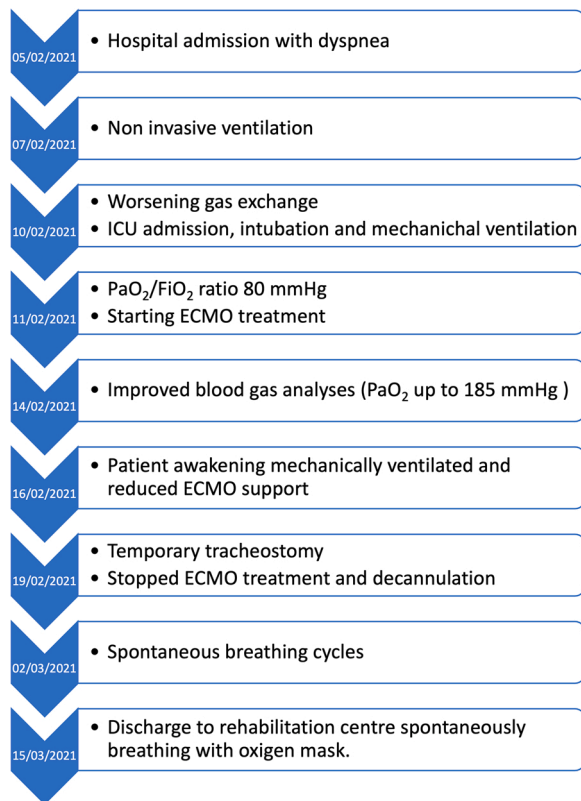 05/02/2021
• Hospital admission with dyspnea
07/02/2021
• Non invasive ventilation
10/02/2021
• Worsening gas exchange
• ICU admission, intubation and mechanichal ventilation
11/02/2021
• PaO₂/FiO₂ ratio 80 mmHg
• Starting ECMO treatment
14/02/2021
• Improved blood gas analyses (PaO₂ up to 185 mmHg )
16/02/2021
• Patient awakening mechanically ventilated and
reduced ECMO support
19/02/2021
• Temporary tracheostomy
• Stopped ECMO treatment and decannulation
02/03/2021
• Spontaneous breathing cycles
15/03/2021
• Discharge to rehabilitation centre spontaneously
breathing with oxigen mask.